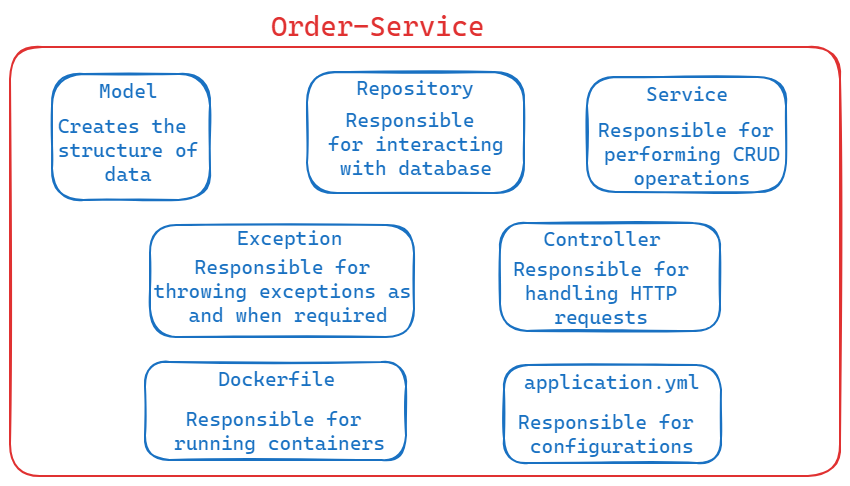 Order-Service
Model
Creates the
structure of
data
Repository
Responsible
for interacting
with database
Service
Responsible for
performing CRUD
operations
Exception
Responsible for
throwing exceptions as
and when required
Controller
Responsible for
handling HTTP
requests
Dockerfile
Responsible for
running containers
application.yml
Responsible for
configurations